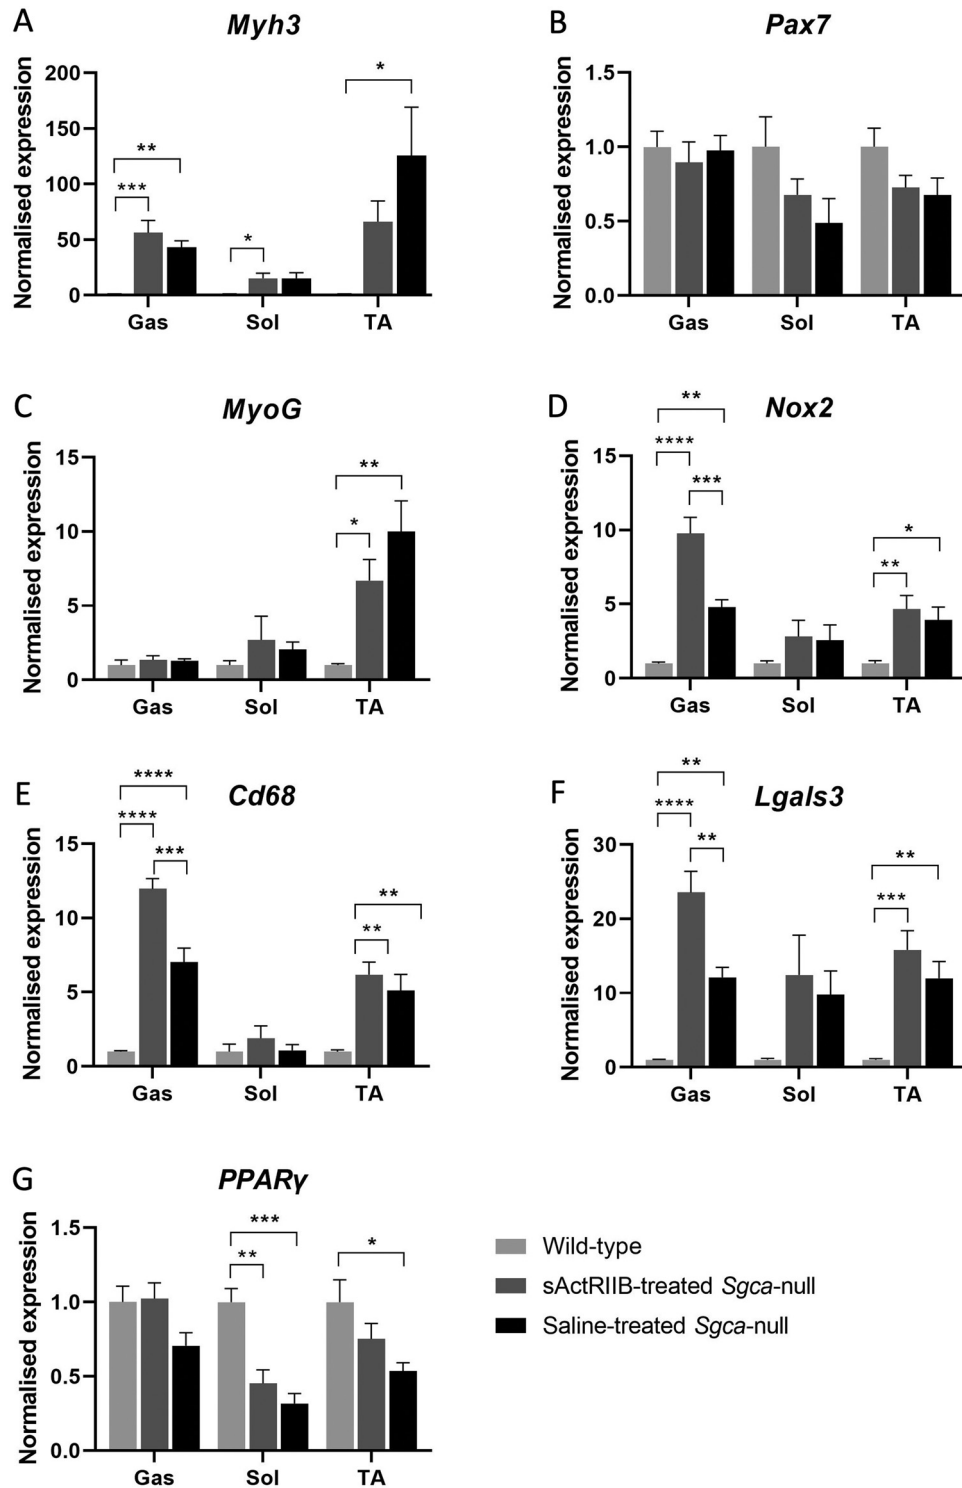 A
Myh3
Normalised expression
200
150
100
50
0
**
***
*
*
Gas Sol TA
B
Pax7
Normalised expression
1.5
1.0
0.5
0.0
Gas Sol TA
C
MyoG
Normalised expression
15
10
5
0
**
*
Gas Sol TA
D
Nox2
Normalised expression
15
10
5
0
**
****
***
*
**
Gas Sol TA
E
Cd68
Normalised expression
15
10
5
0
****
****
***
**
**
Gas Sol TA
F
Lgals3
Normalised expression
30
20
10
0
**
****
**
**
***
Gas Sol TA
G
PPARγ
Normalised expression
1.5
1.0
0.5
0.0
***
**
*
Gas Sol TA
Wild-type
sActRIIB-treated Sgca-null
Saline-treated Sgca-null